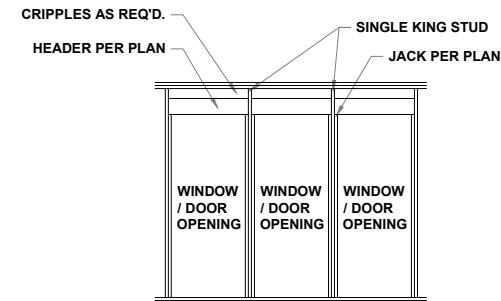 CRIPPLES AS REQ'D.
SINGLE KING STUD
HEADER PER PLAN
JACK PER PLAN
WINDOW
/ DOOR
OPENING
WINDOW
/ DOOR
OPENING
WINDOW
/ DOOR
OPENING